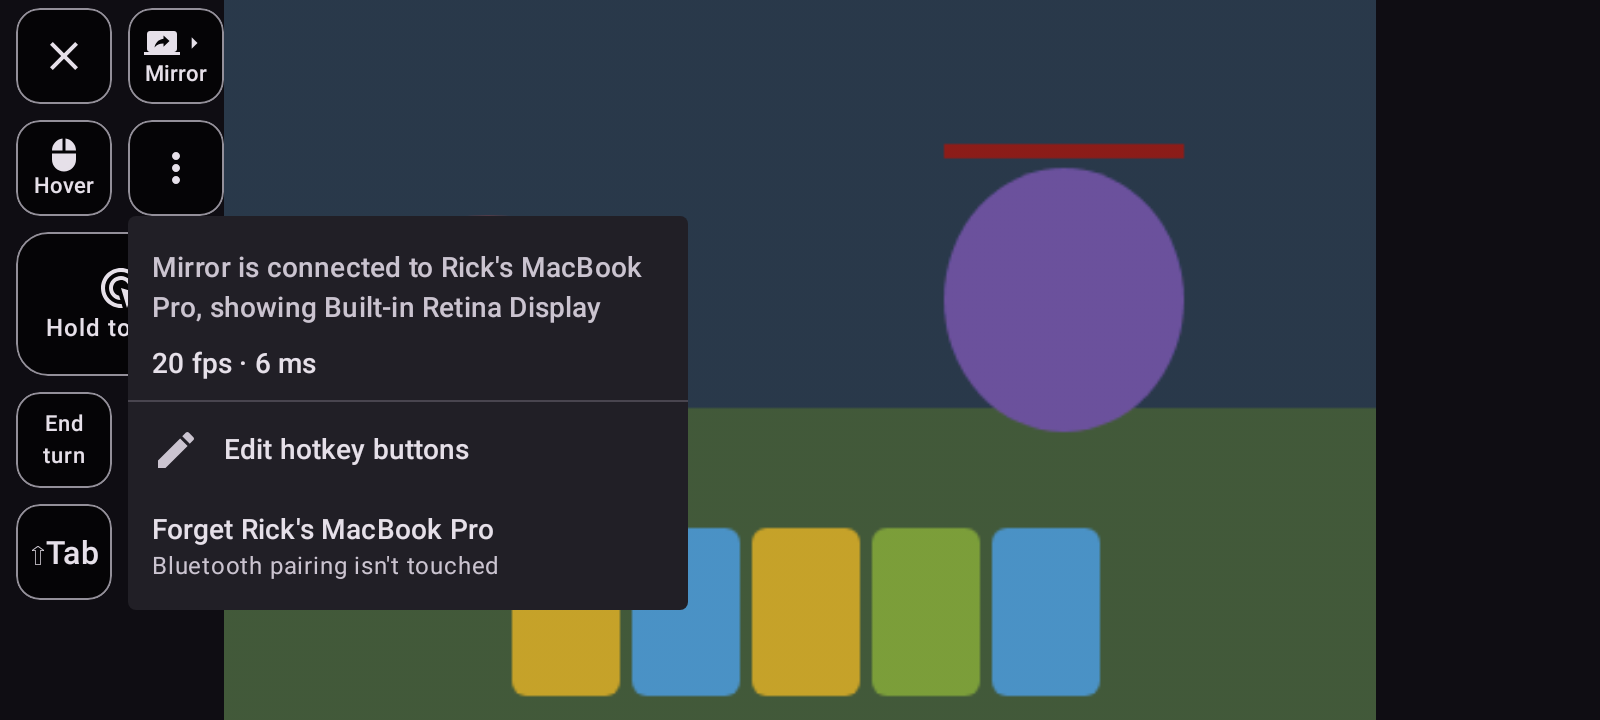 Mirror
Hover
Mirror is connected to Rick's MacBook
Pro, showing Built-in Retina Display
20 fps · 6 ms
Hold to
End
turn
Edit hotkey buttons
Forget Rick's MacBook Pro
Bluetooth pairing isn't touched
⇧Tab